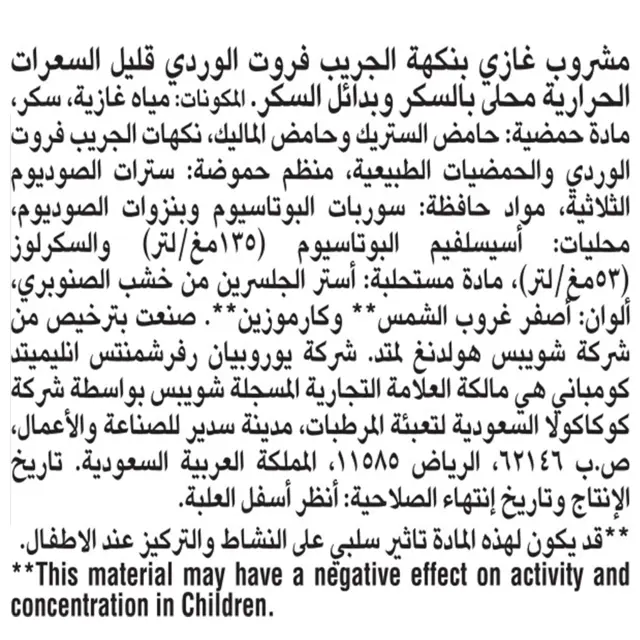 مشروب غازي بنكهة الجريب فروت الوردي قليل السعرات
الحرارية محلى بالسكر وبدائل السكر. المكونات: مياه غازية، سكر،
مادة حمضية: حامض الستريك وحامض الماليك، نكهات الجريب فروت
الوردي والحمضيات الطبيعية، منظم حموضة: سترات الصوديوم
الثلاثية، مواد حافظة: سوربات البوتاسيوم وبنزوات الصوديوم،
محليات: أسيسلفيم البوتاسيوم (١٣٥مغ/لتر) والسكرلوز
(٥٣مغ/لتر)، مادة مستحلبة: أستر الجلسرين من خشب الصنوبري،
ألوان: أصفر غروب الشمس** وكارموزين**. صنعت بترخيص من
شركة شويبس هولدنغ لمتد. شركة يوروبيان رفرشمنتس انليميتد
كومباني هي مالكة العلامة التجارية المسجلة شويبس بواسطة شركة
كوكاكولا السعودية لتعبئة المرطبات، مدينة سدير للصناعة والأعمال،
ص.ب ٦٢١٤٦، الرياض ١١٥٨٥، المملكة العربية السعودية. تاريخ
الإنتاج وتاريخ إنتهاء الصلاحية: أنظر أسفل العلبة.
**قد يكون لهذه المادة تاثير سلبي على النشاط والتركيز عند الاطفال.
**This material may have a negative effect on activity and
concentration in Children.